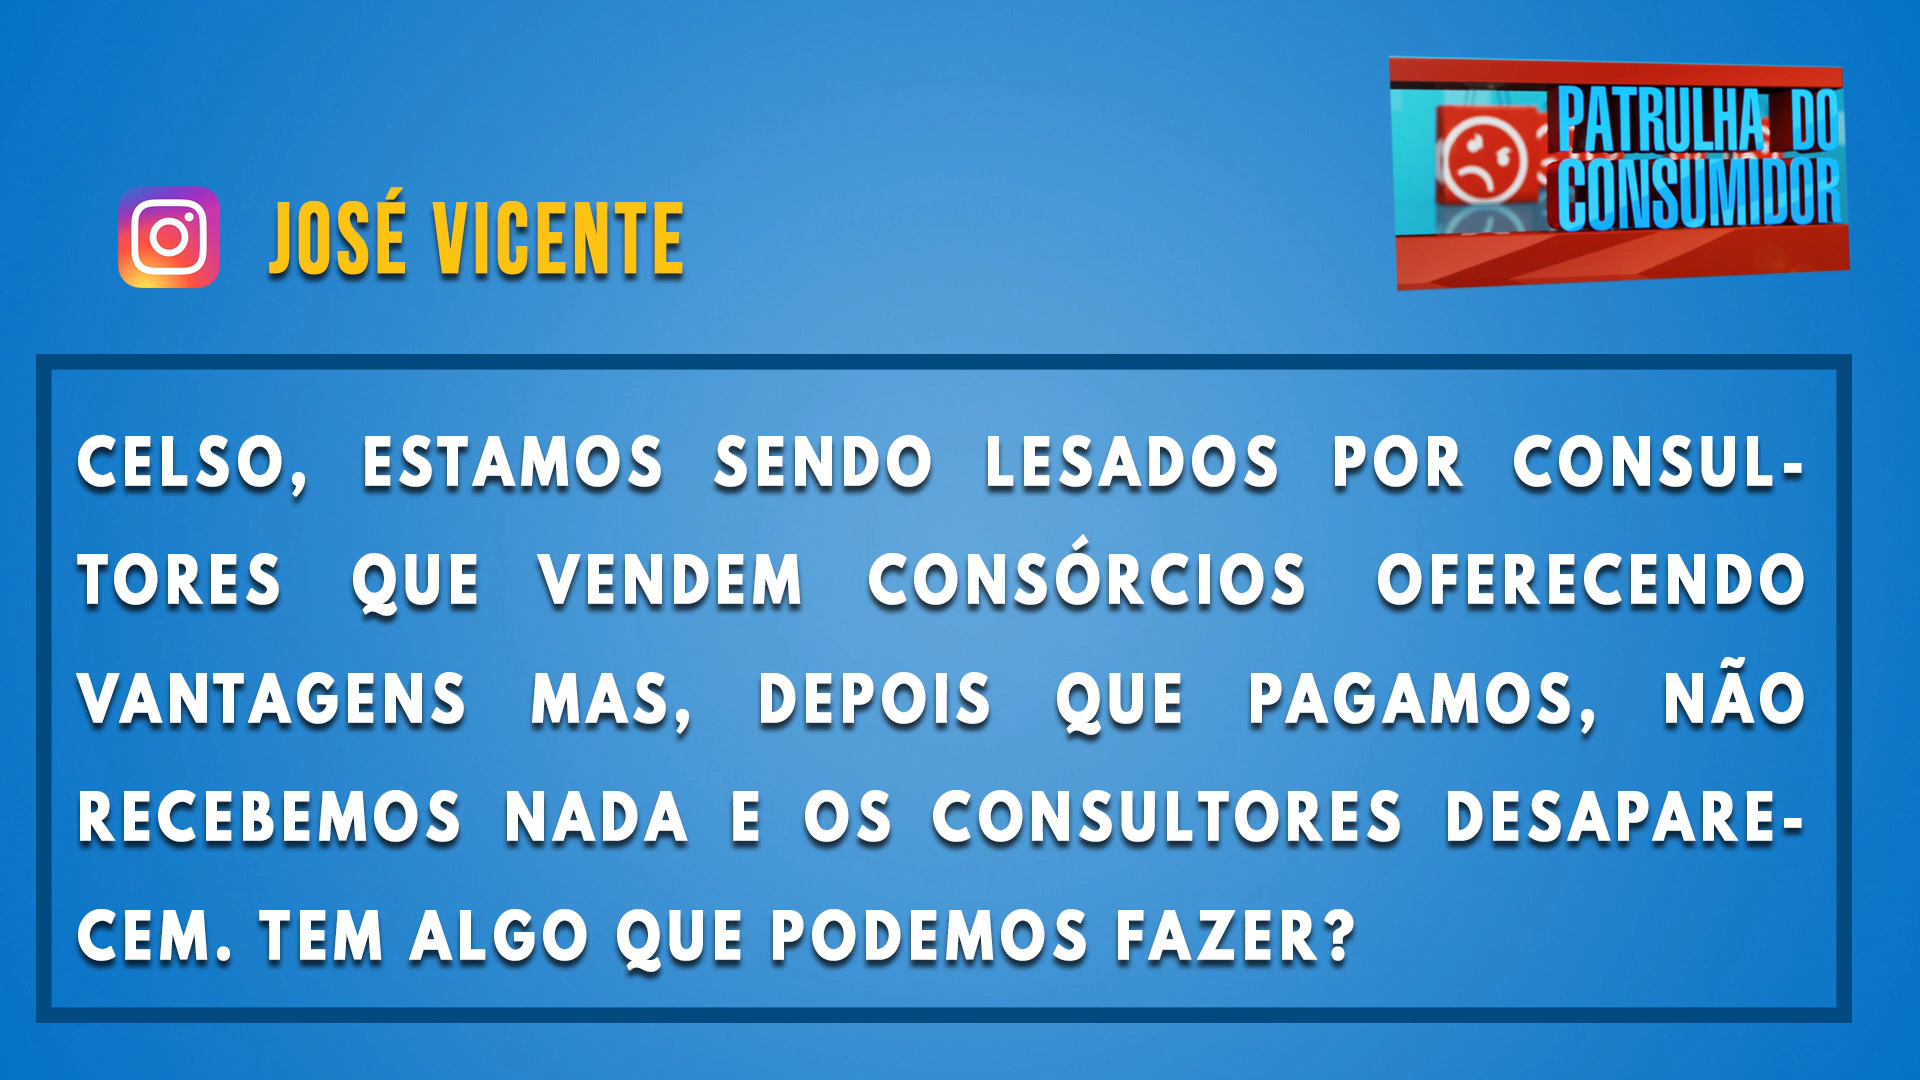 PATRULHA DO
CONSUMIDOR
JOSÉ VICENTE
CELSO, ESTAMOS SENDO LESADOS POR CONSUL-
TORES QUE VENDEM CONSÓRCIOS OFERECENDO
VANTAGENS MAS, DEPOIS QUE PAGAMOS, NÃO
RECEBEMOS NADA E OS CONSULTORES DESAPARE-
CEM. TEM ALGO QUE PODEMOS FAZER?